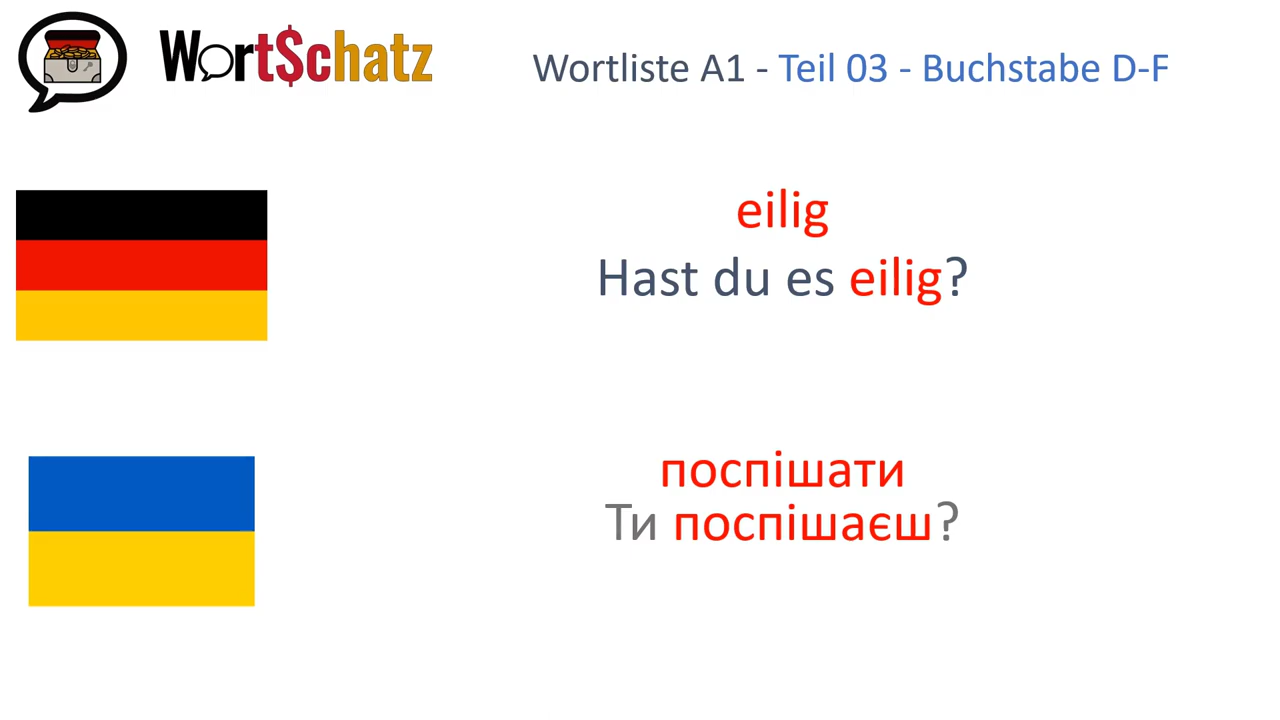 Wort$chatz
Wortliste A1 - Teil 03 - Buchstabe D-F
eilig
Hast du es eilig?
поспішати
Ти поспішаєш?